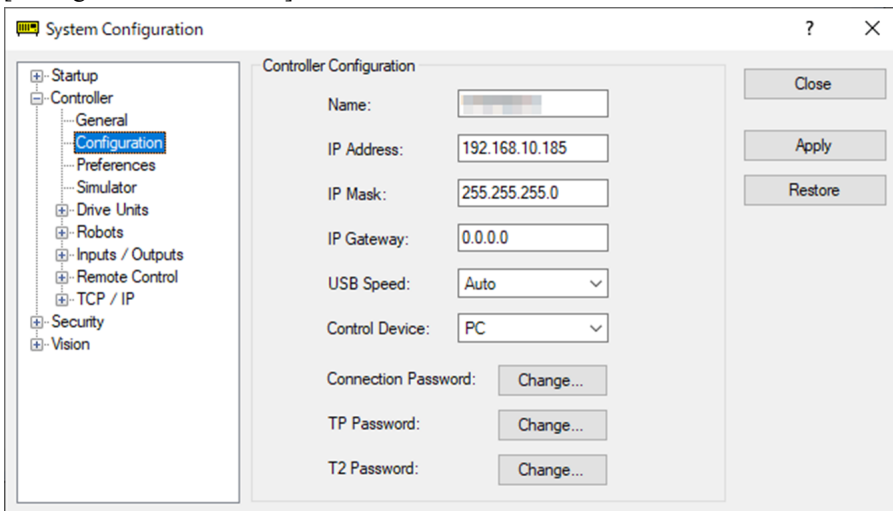 System Configuration
?
Startup
Controller
General
Configuration
Preferences
Simulator
Drive Units
Robots
Inputs / Outputs
Remote Control
TCP / IP
Security
Vision
Controller Configuration
Name:
IP Address: 192.168.10.185
IP Mask: 255.255.255.0
IP Gateway: 0.0.0.0
USB Speed: Auto
Control Device: PC
Connection Password: Change...
TP Password: Change...
T2 Password: Change...
Close
Apply
Restore